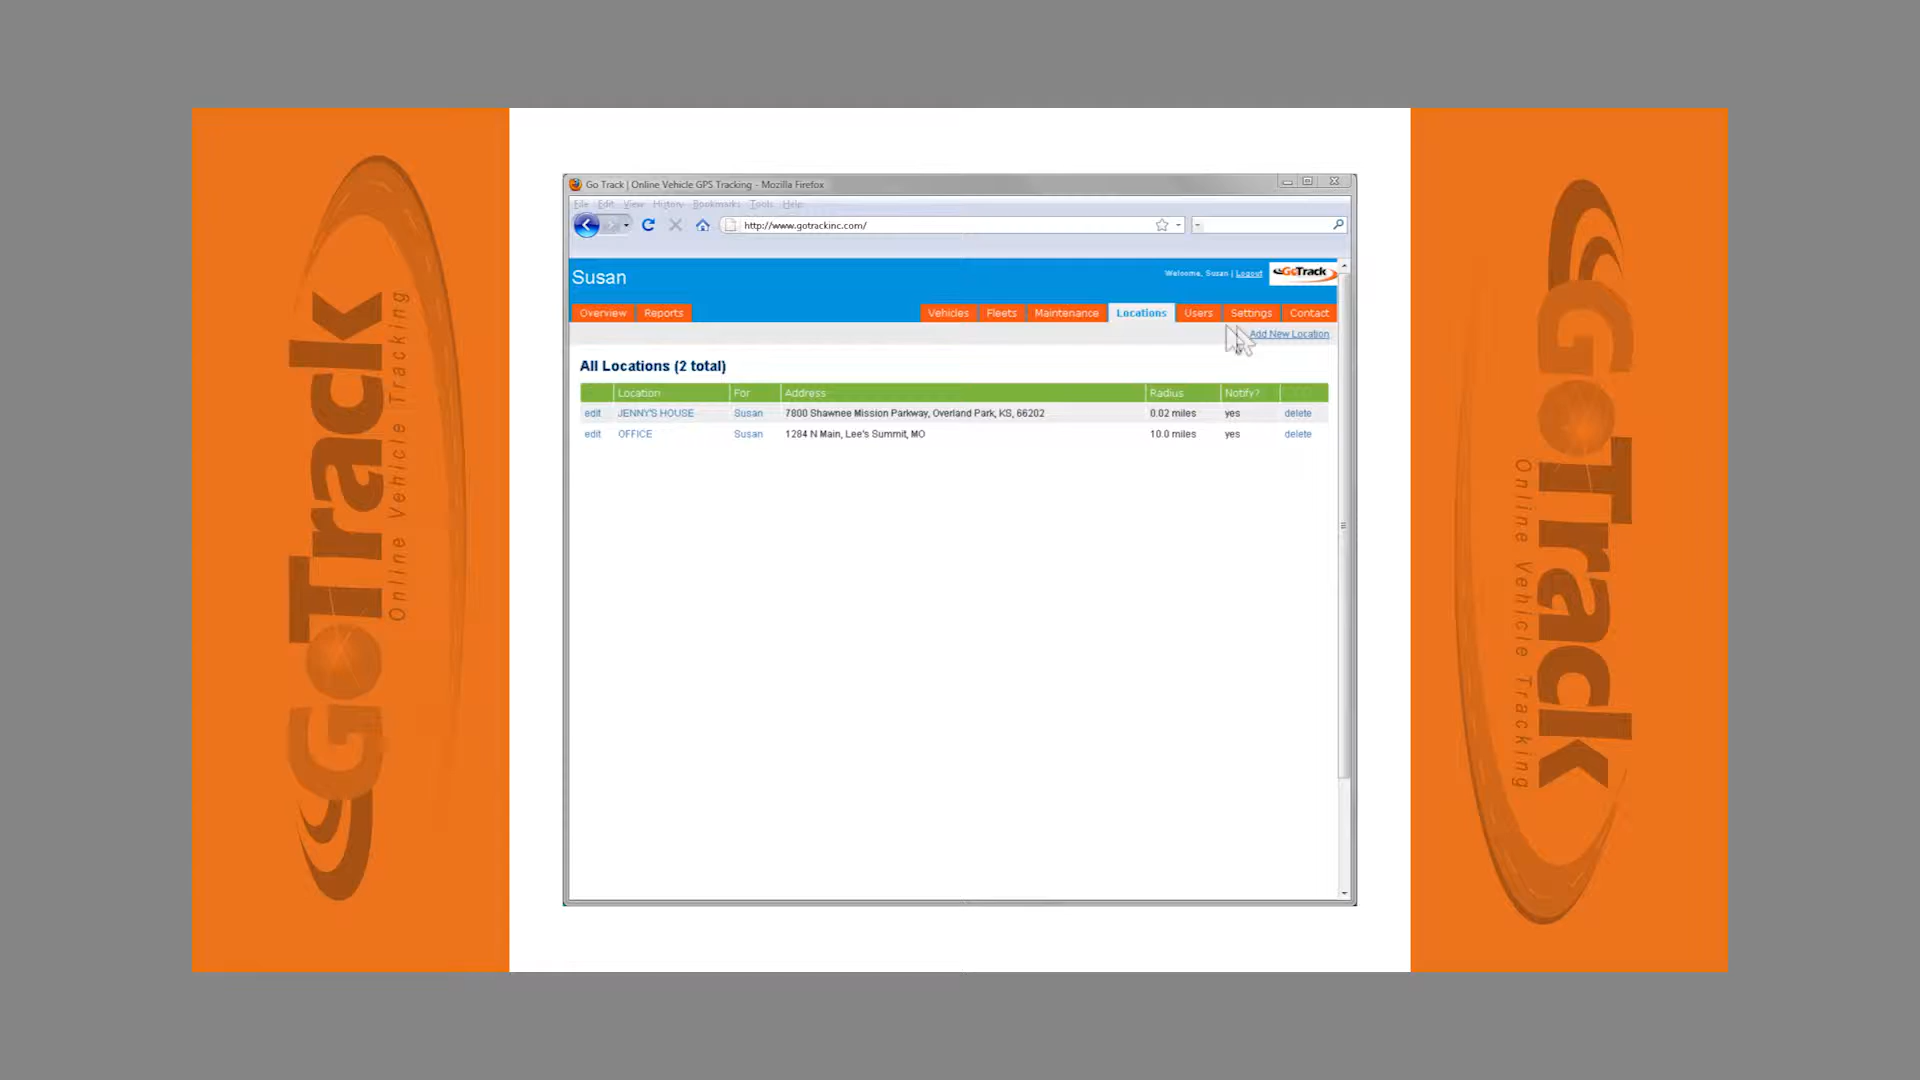 Go Track | Online Vehicle GPS Tracking - Mozilla Firefox
File Edit View History Bookmarks Tools Help
http://www.gotrackinc.com/
Susan
Welcome, Susan | Logout
GoTrack
Overview Reports Vehicles Fleets Maintenance Locations Users Settings Contact
Add New Location
All Locations (2 total)
Location For Address Radius Notify?
edit JENNY'S HOUSE Susan 7800 Shawnee Mission Parkway, Overland Park, KS, 66202 0.02 miles yes delete
edit OFFICE Susan 1284 N Main, Lee's Summit, MO 10.0 miles yes delete
GoTrack
Online Vehicle Tracking
GoTrack
Online Vehicle Tracking